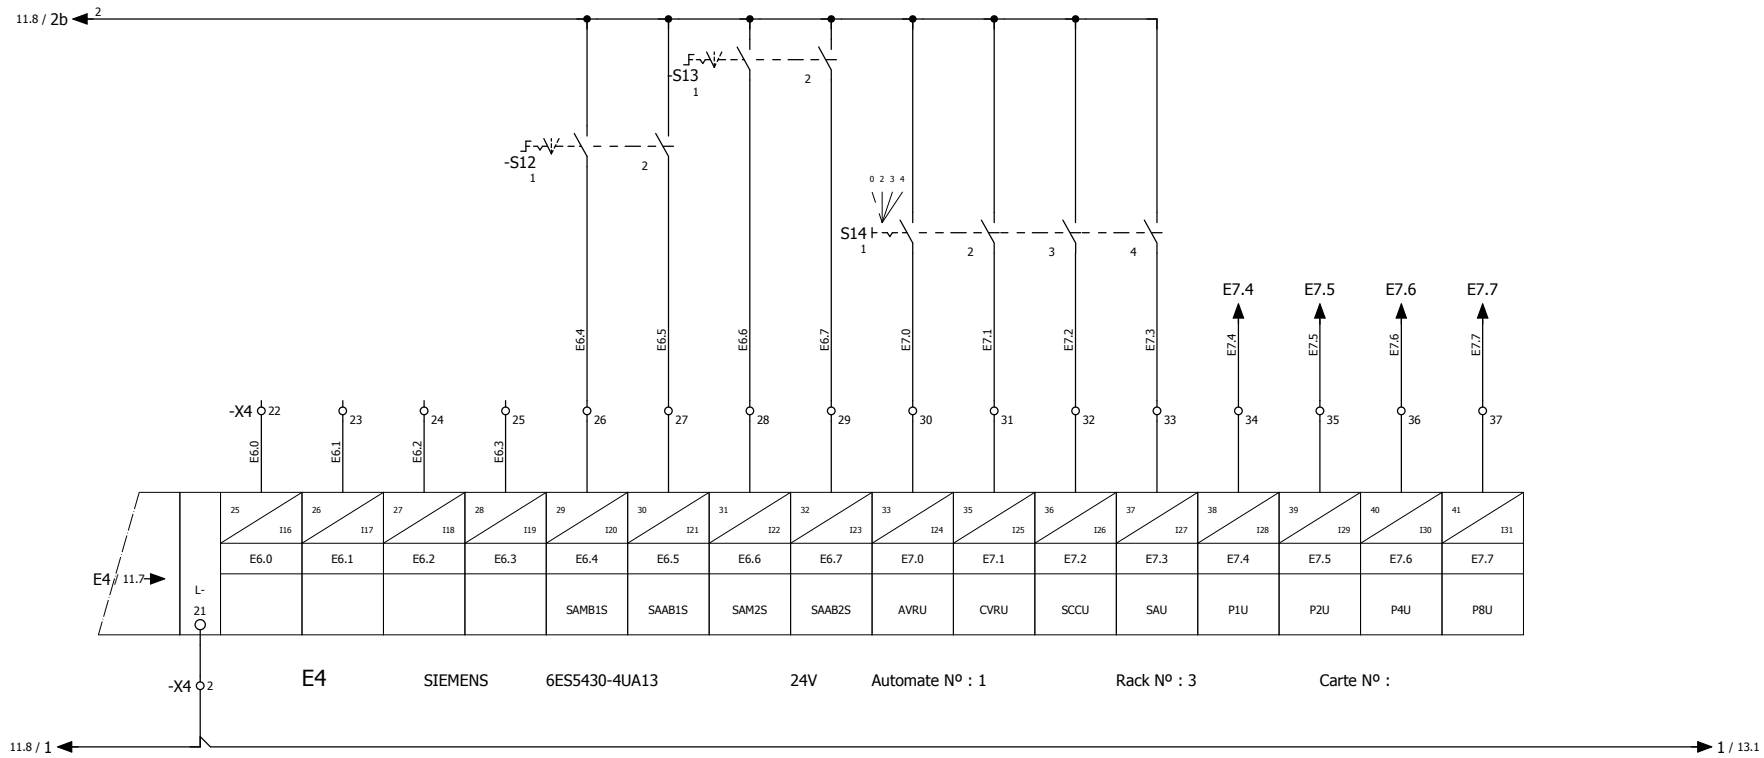 11.8 / 2b 2
-S13
1
2
-S12
1
2
0 2 3 4
S14
1
2
3
4
E7.4 E7.5 E7.6 E7.7
E6.4 E6.5 E6.6 E6.7 E7.0 E7.1 E7.2 E7.3 E7.4 E7.5 E7.6 E7.7
-X4 22 23 24 25 26 27 28 29 30 31 32 33 34 35 36 37
E6.0 E6.1 E6.2 E6.3
25 26 27 28 29 30 31 32 33 35 36 37 38 39 40 41
I16 I17 I18 I19 I20 I21 I22 I23 I24 I25 I26 I27 I28 I29 I30 I31
E6.0 E6.1 E6.2 E6.3 E6.4 E6.5 E6.6 E6.7 E7.0 E7.1 E7.2 E7.3 E7.4 E7.5 E7.6 E7.7
E4 / 11.7
L-
21
SAMB1S SAAB1S SAM2S SAAB2S AVRU CVRU SCCU SAU P1U P2U P4U P8U
-X4 2
E4 SIEMENS 6ES5430-4UA13 24V Automate Nº : 1 Rack Nº : 3 Carte Nº :
11.8 / 1
1 / 13.1